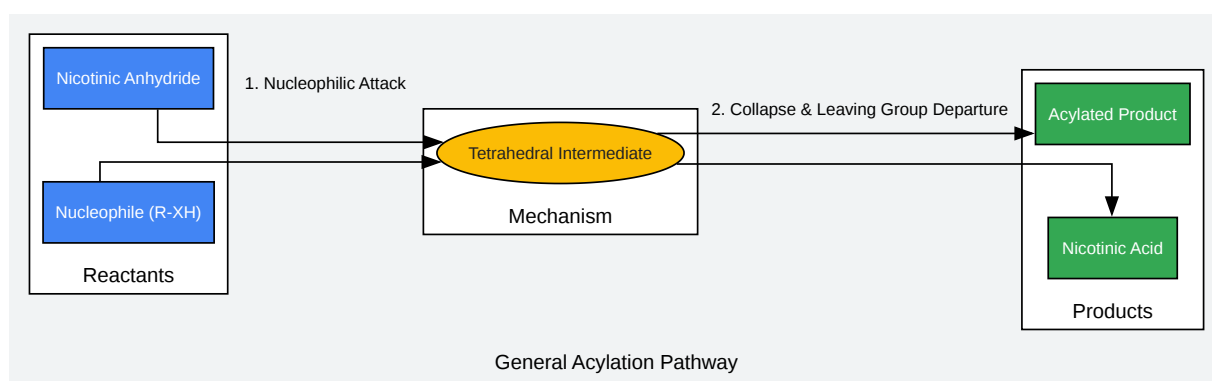 Nicotinic Anhydride
Nucleophile (R-XH)
Reactants
1. Nucleophilic Attack
Tetrahedral Intermediate
Mechanism
2. Collapse & Leaving Group Departure
Acylated Product
Nicotinic Acid
Products
General Acylation Pathway